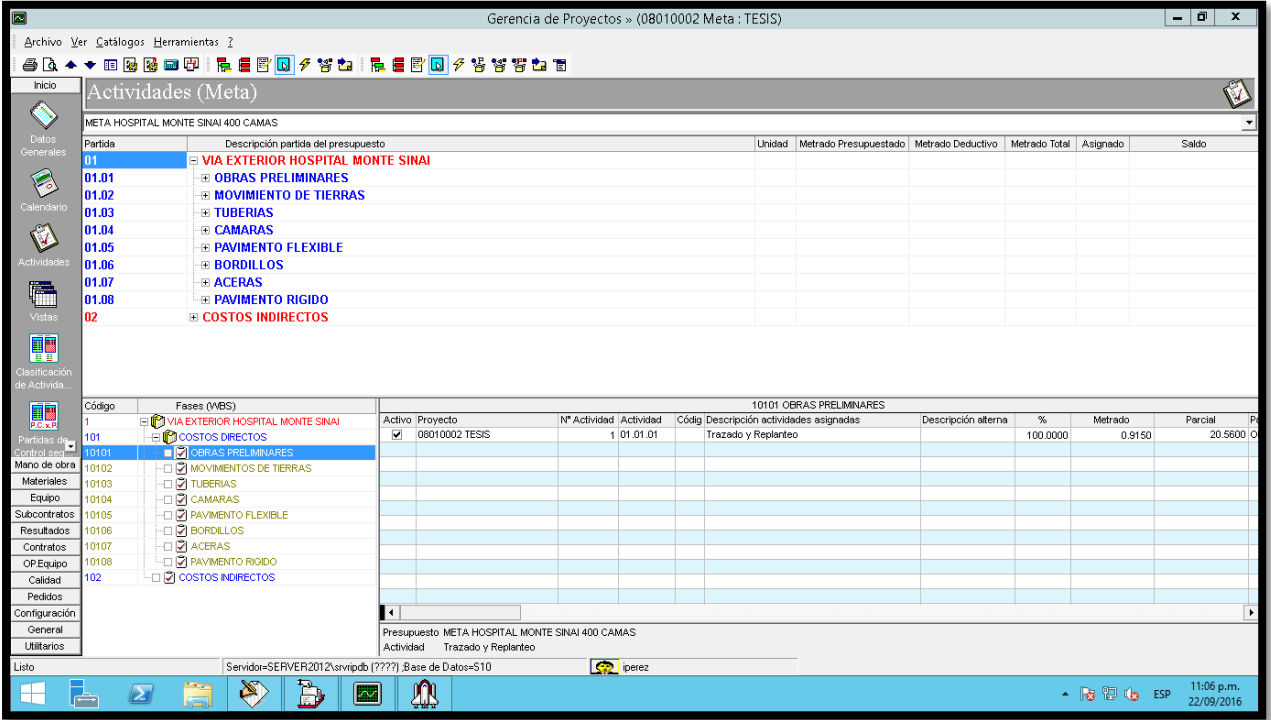 Gerencia de Proyectos » (08010002 Meta : TESIS)
Archivo Ver Catálogos Herramientas ?
Inicio
Actividades (Meta)
META HOSPITAL MONTE SINAI 400 CAMAS
Datos Generales
Calendario
Actividades
Vistas
Clasificación de Activida...
P.C.x.P.
Partidas de Control seg...
Mano de obra
Materiales
Equipo
Subcontratos
Resultados
Contratos
OP.Equipo
Calidad
Pedidos
Configuración
General
Utilitarios
Partida Descripción partida del presupuesto Unidad Metrado Presupuestado Metrado Deductivo Metrado Total Asignado Saldo
01 VIA EXTERIOR HOSPITAL MONTE SINAI
01.01 OBRAS PRELIMINARES
01.02 MOVIMIENTO DE TIERRAS
01.03 TUBERIAS
01.04 CAMARAS
01.05 PAVIMENTO FLEXIBLE
01.06 BORDILLOS
01.07 ACERAS
01.08 PAVIMENTO RIGIDO
02 COSTOS INDIRECTOS
Código Fases (WBS)
1 VIA EXTERIOR HOSPITAL MONTE SINAI
101 COSTOS DIRECTOS
10101 OBRAS PRELIMINARES
10102 MOVIMIENTOS DE TIERRAS
10103 TUBERIAS
10104 CAMARAS
10105 PAVIMENTO FLEXIBLE
10106 BORDILLOS
10107 ACERAS
10108 PAVIMENTO RIGIDO
102 COSTOS INDIRECTOS
10101 OBRAS PRELIMINARES
Activo Proyecto Nº Actividad Actividad Códig Descripción actividades asignadas Descripción alterna % Metrado Parcial
08010002 TESIS 1 01.01.01 Trazado y Replanteo 100.0000 0.9150 20.5600
Presupuesto META HOSPITAL MONTE SINAI 400 CAMAS
Actividad Trazado y Replanteo
Listo Servidor=SERVER2012\srvripdb (????) ;Base de Datos=S10 iperez
ESP 11:06 p.m.
22/09/2016